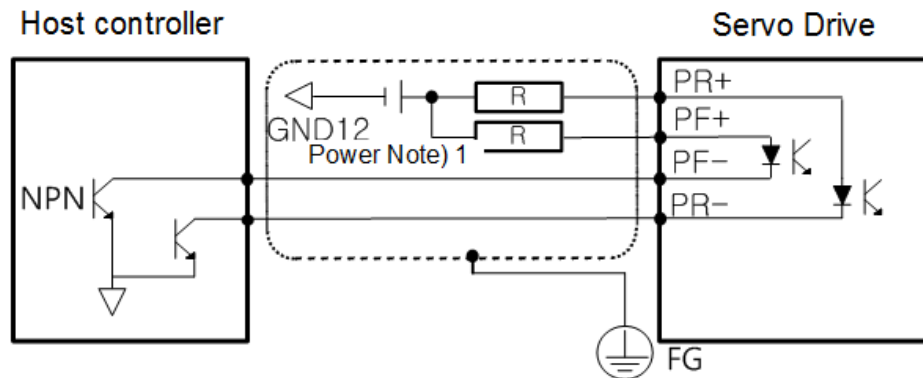 Host controller
Servo Drive
PR+
R
PF+
GND12
R
Power Note) 1
PF-
NPN
PR-
FG